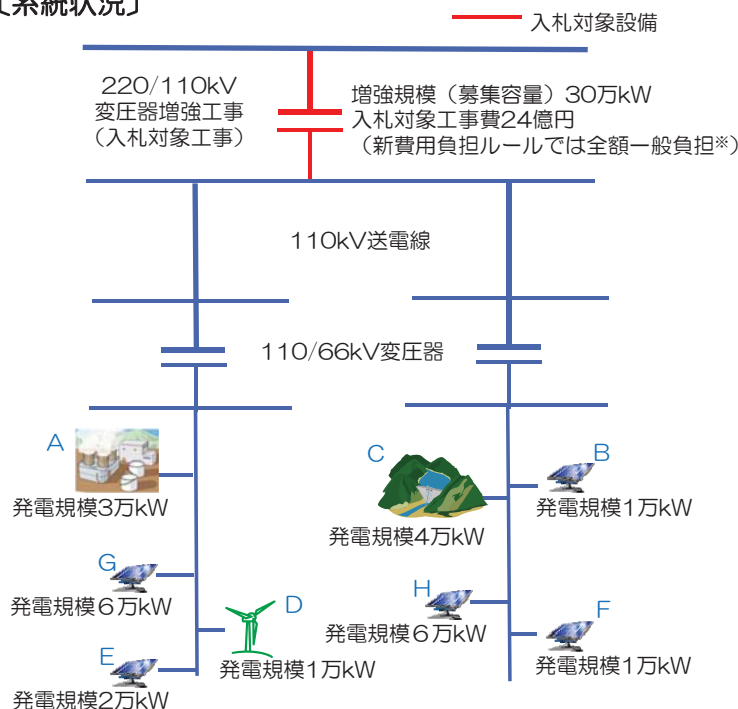 〔系統状況〕
入札対象設備
220/110kV
変圧器増強工事
（入札対象工事）
増強規模（募集容量）30万kW
入札対象工事費24億円
（新費用負担ルールでは全額一般負担※）
110kV送電線
110/66kV変圧器
A
発電規模3万kW
C
発電規模4万kW
B
発電規模1万kW
G
発電規模６万kW
D
発電規模1万kW
H
発電規模６万kW
F
発電規模1万kW
E
発電規模2万kW